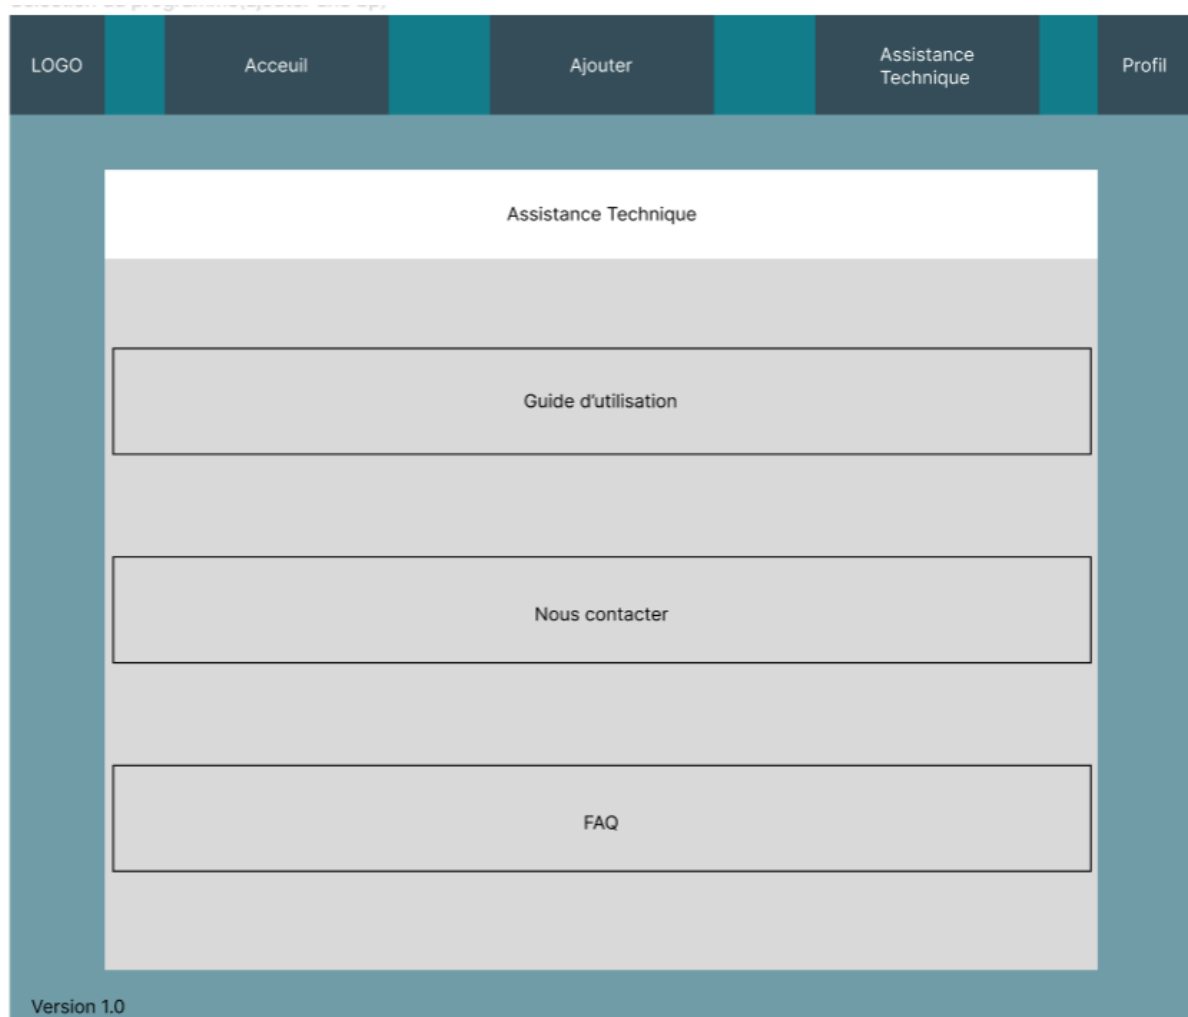 LOGO
Acceuil
Ajouter
Assistance
Technique
Profil
Assistance Technique
Guide d'utilisation
Nous contacter
FAQ
Version 1.0